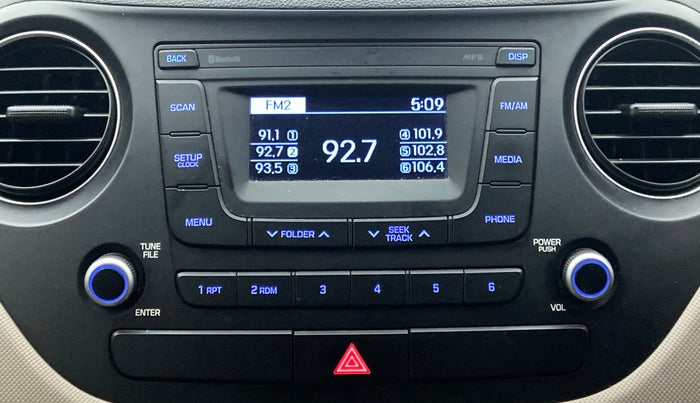 BACK Bluetooth MP3 DISP
SCAN FM2 5:09 FM/AM
91.1 1 4 101.9
92.7 2 92.7 5 102.8
93.5 3 6 106.4
SETUP
CLOCK
MEDIA
MENU FOLDER SEEK PHONE
TRACK
TUNE
FILE
POWER
PUSH
1 RPT 2 RDM 3 4 5 6
ENTER VOL